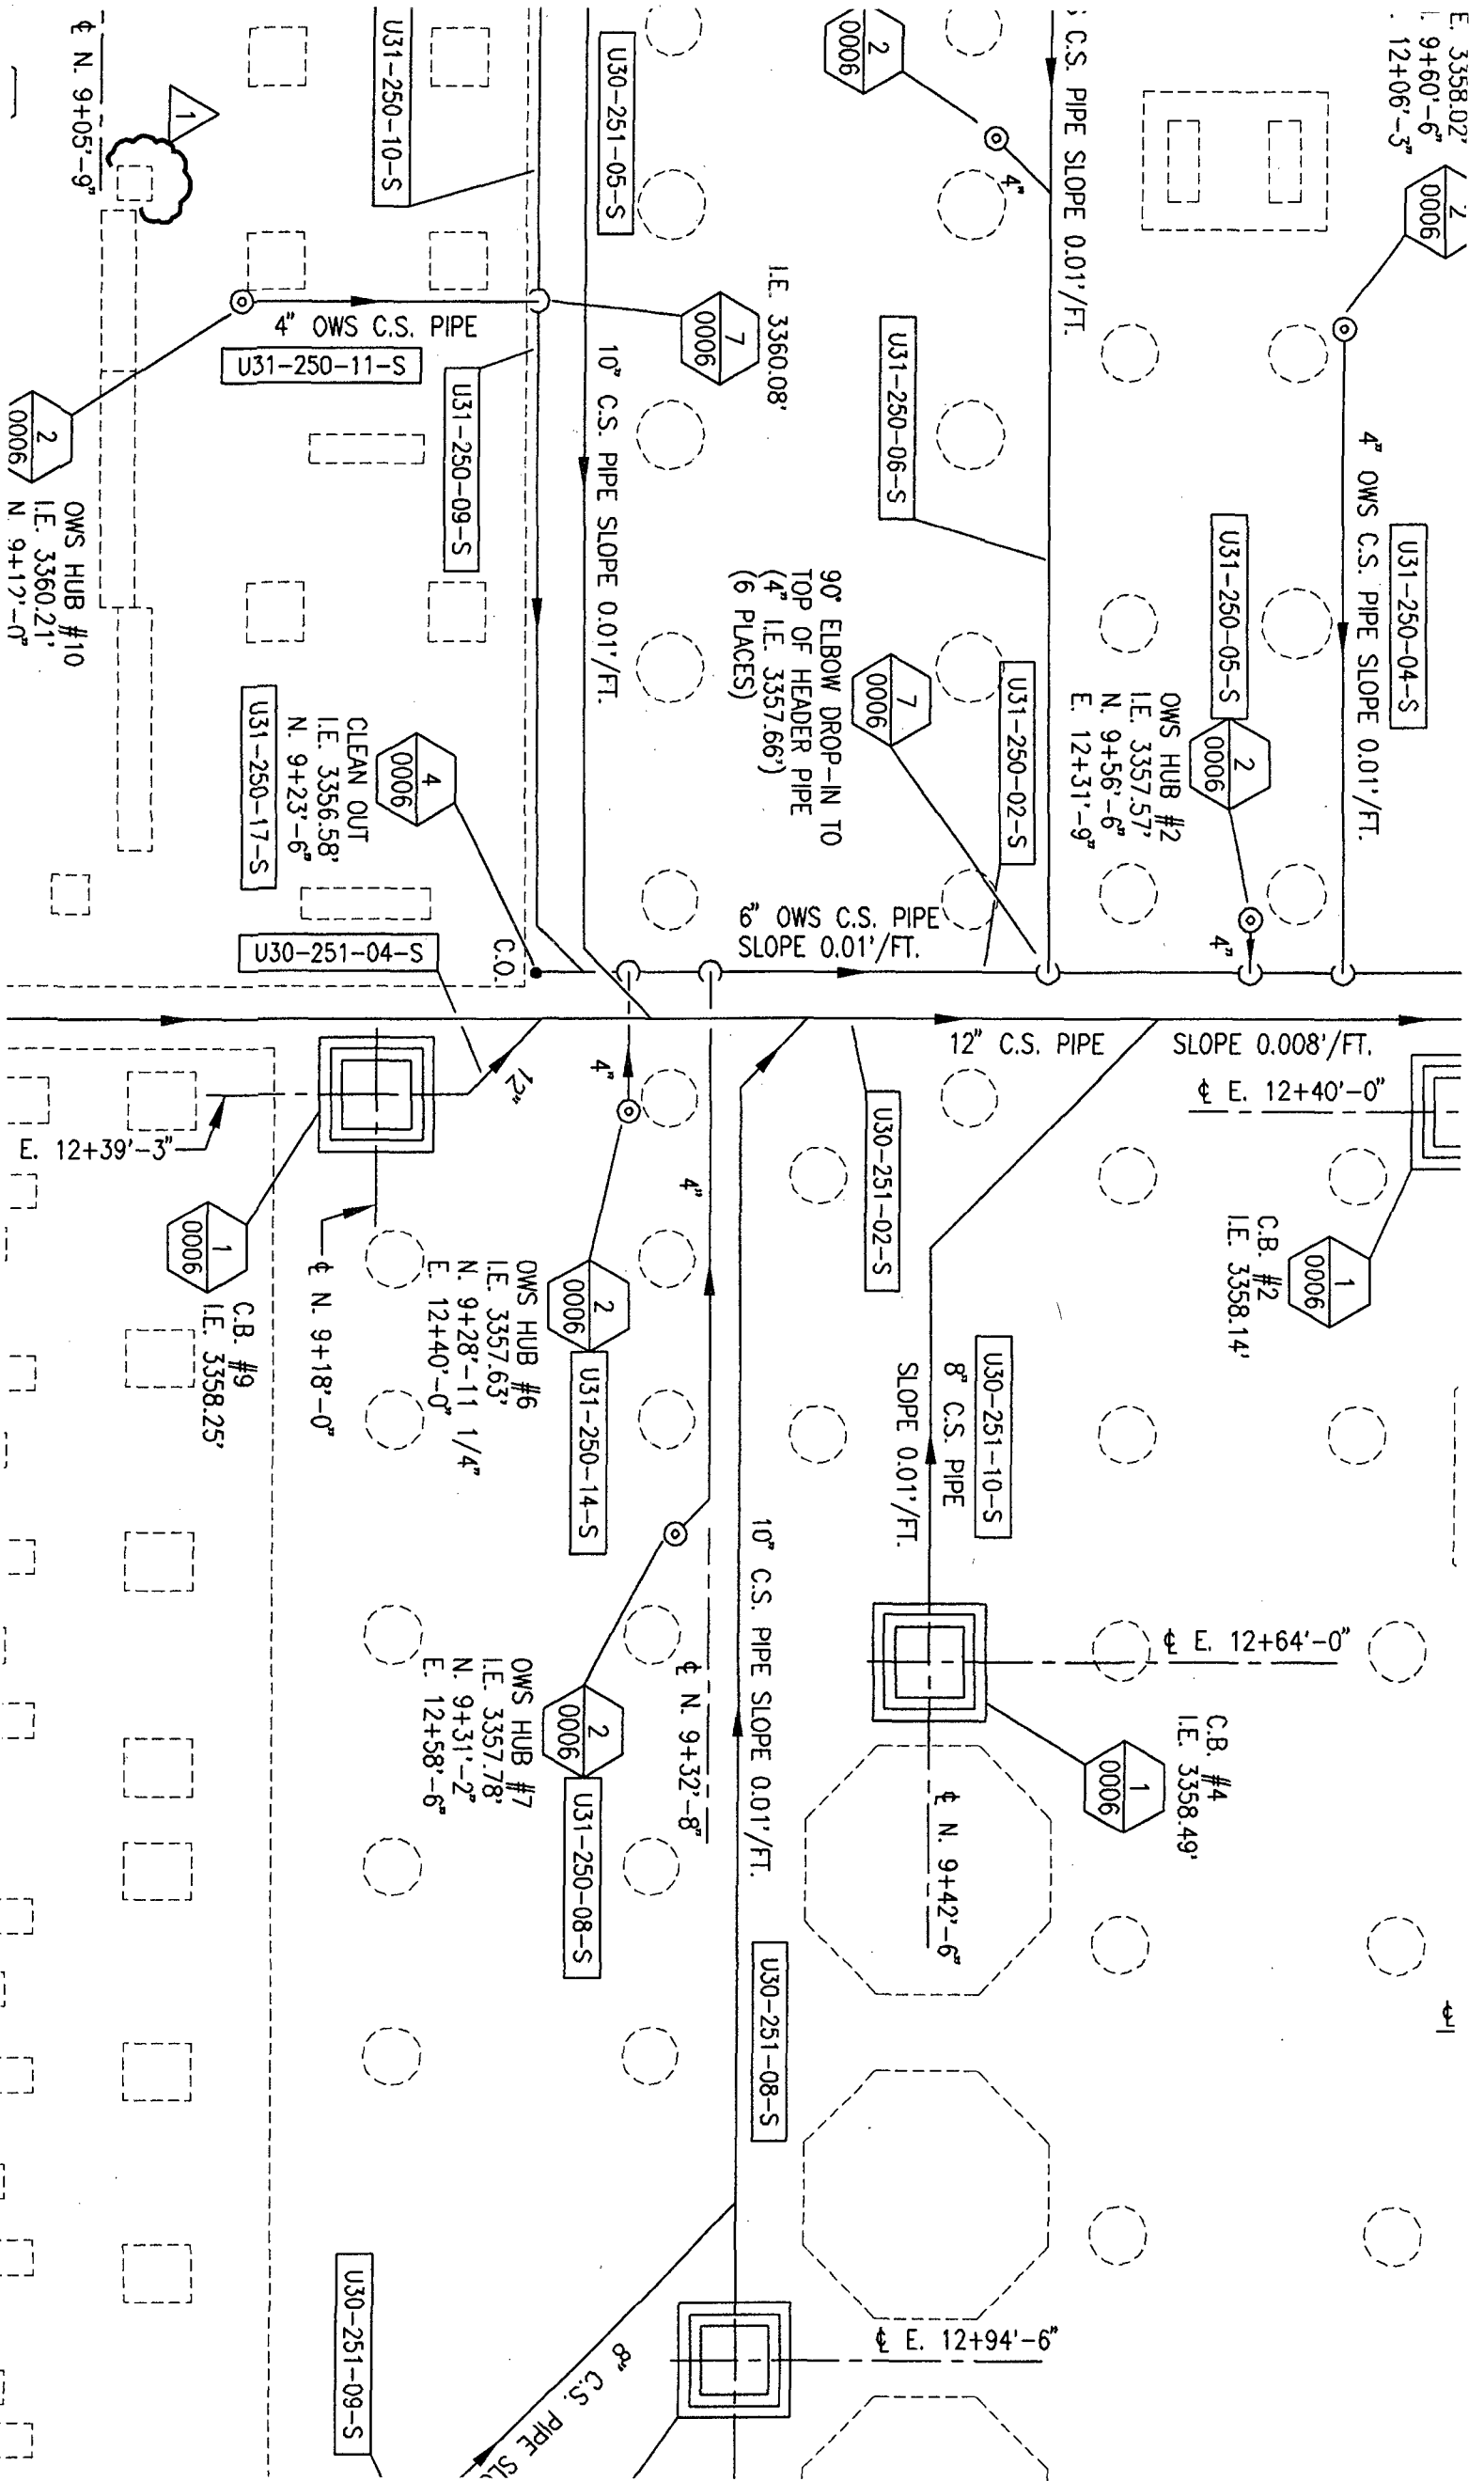 E. 3358.02'
9+60'-6"
12+06'-3"
2
0006
C.S. PIPE SLOPE 0.01'/FT.
2
0006
4"
U30-251-05-S
U31-250-10-S
℄ N. 9+05'-9"
1
4" OWS C.S. PIPE SLOPE 0.01'/FT.
U31-250-04-S
U31-250-05-S
2
0006
OWS HUB #2
I.E. 3357.57'
N. 9+56'-6"
E. 12+31'-9"
4"
U31-250-06-S
I.E. 3360.08'
7
0006
10" C.S. PIPE SLOPE 0.01'/FT.
4" OWS C.S. PIPE
U31-250-11-S
U31-250-09-S
2
0006
OWS HUB #10
I.E. 3360.21'
N. 9+12'-0"
90° ELBOW DROP-IN TO
TOP OF HEADER PIPE
(4" I.E. 3357.66')
(6 PLACES)
7
0006
U31-250-02-S
6" OWS C.S. PIPE
SLOPE 0.01'/FT.
4
0006
CLEAN OUT
I.E. 3356.58'
N. 9+23'-6"
U31-250-17-S
U30-251-04-S
C.O.
12" C.S. PIPE
SLOPE 0.008'/FT.
℄ E. 12+40'-0"
1
0006
C.B. #2
I.E. 3358.14'
U30-251-02-S
4"
12"
E. 12+39'-3"
1
0006
C.B. #9
I.E. 3358.25'
℄ N. 9+18'-0"
4"
2
0006
U31-250-14-S
OWS HUB #6
I.E. 3357.63'
N. 9+28'-11 1/4"
E. 12+40'-0"
U30-251-10-S
8" C.S. PIPE
SLOPE 0.01'/FT.
10" C.S. PIPE SLOPE 0.01'/FT.
℄ E. 12+64'-0"
C.B. #4
I.E. 3358.49'
1
0006
℄ N. 9+42'-6"
℄ N. 9+32'-8"
2
0006
U31-250-08-S
OWS HUB #7
I.E. 3357.78'
N. 9+31'-2"
E. 12+58'-6"
U30-251-08-S
℄
℄ E. 12+94'-6"
8" C.S. PIPE
U30-251-09-S